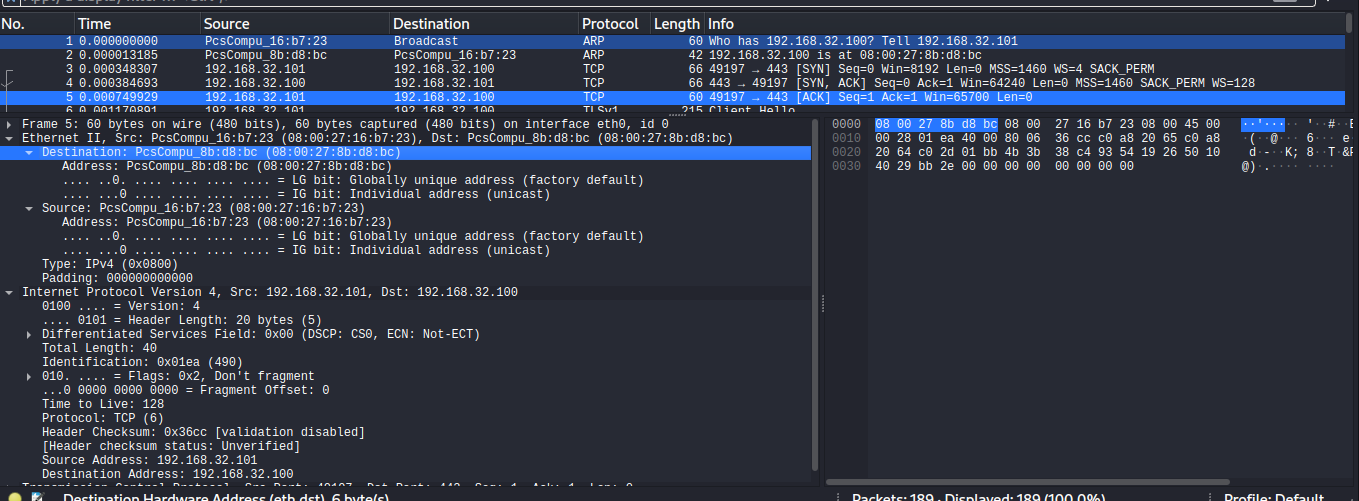 No. Time Source Destination Protocol Length Info
1 0.000000000 PcsCompu_16:b7:23 Broadcast ARP 60 Who has 192.168.32.100? Tell 192.168.32.101
2 0.000013185 PcsCompu_8b:d8:bc PcsCompu_16:b7:23 ARP 42 192.168.32.100 is at 08:00:27:8b:d8:bc
3 0.000348307 192.168.32.101 192.168.32.100 TCP 66 49197 → 443 [SYN] Seq=0 Win=8192 Len=0 MSS=1460 WS=4 SACK_PERM
4 0.000384693 192.168.32.100 192.168.32.101 TCP 66 443 → 49197 [SYN, ACK] Seq=0 Ack=1 Win=64240 Len=0 MSS=1460 SACK_PERM WS=128
5 0.000749929 192.168.32.101 192.168.32.100 TCP 60 49197 → 443 [ACK] Seq=1 Ack=1 Win=65700 Len=0
6 0.001170891 192.168.32.101 192.168.32.100 TLSv1 215 Client Hello
Frame 5: 60 bytes on wire (480 bits), 60 bytes captured (480 bits) on interface eth0, id 0
Ethernet II, Src: PcsCompu_16:b7:23 (08:00:27:16:b7:23), Dst: PcsCompu_8b:d8:bc (08:00:27:8b:d8:bc)
Destination: PcsCompu_8b:d8:bc (08:00:27:8b:d8:bc)
Address: PcsCompu_8b:d8:bc (08:00:27:8b:d8:bc)
.... ..0. .... .... .... .... = LG bit: Globally unique address (factory default)
.... ...0 .... .... .... .... = IG bit: Individual address (unicast)
Source: PcsCompu_16:b7:23 (08:00:27:16:b7:23)
Address: PcsCompu_16:b7:23 (08:00:27:16:b7:23)
.... ..0. .... .... .... .... = LG bit: Globally unique address (factory default)
.... ...0 .... .... .... .... = IG bit: Individual address (unicast)
Type: IPv4 (0x0800)
Padding: 000000000000
Internet Protocol Version 4, Src: 192.168.32.101, Dst: 192.168.32.100
0100 .... = Version: 4
.... 0101 = Header Length: 20 bytes (5)
Differentiated Services Field: 0x00 (DSCP: CS0, ECN: Not-ECT)
Total Length: 40
Identification: 0x01ea (490)
010. .... = Flags: 0x2, Don't fragment
...0 0000 0000 0000 = Fragment Offset: 0
Time to Live: 128
Protocol: TCP (6)
Header Checksum: 0x36cc [validation disabled]
[Header checksum status: Unverified]
Source Address: 192.168.32.101
Destination Address: 192.168.32.100
0000 08 00 27 8b d8 bc 08 00 27 16 b7 23 08 00 45 00 ··'····· '··#··E
0010 00 28 01 ea 40 00 80 06 36 cc c0 a8 20 65 c0 a8 ·(··@··· 6··· e
0020 20 64 c0 2d 01 bb 4b 3b 38 c4 93 54 19 26 50 10 d·-··K; 8··T·&P
0030 40 29 bb 2e 00 00 00 00 00 00 00 00 @)·.···· ····
Destination Hardware Address (eth.dst), 6 byte(s)
Packets: 189 · Displayed: 189 (100.0%)
Profile: Default